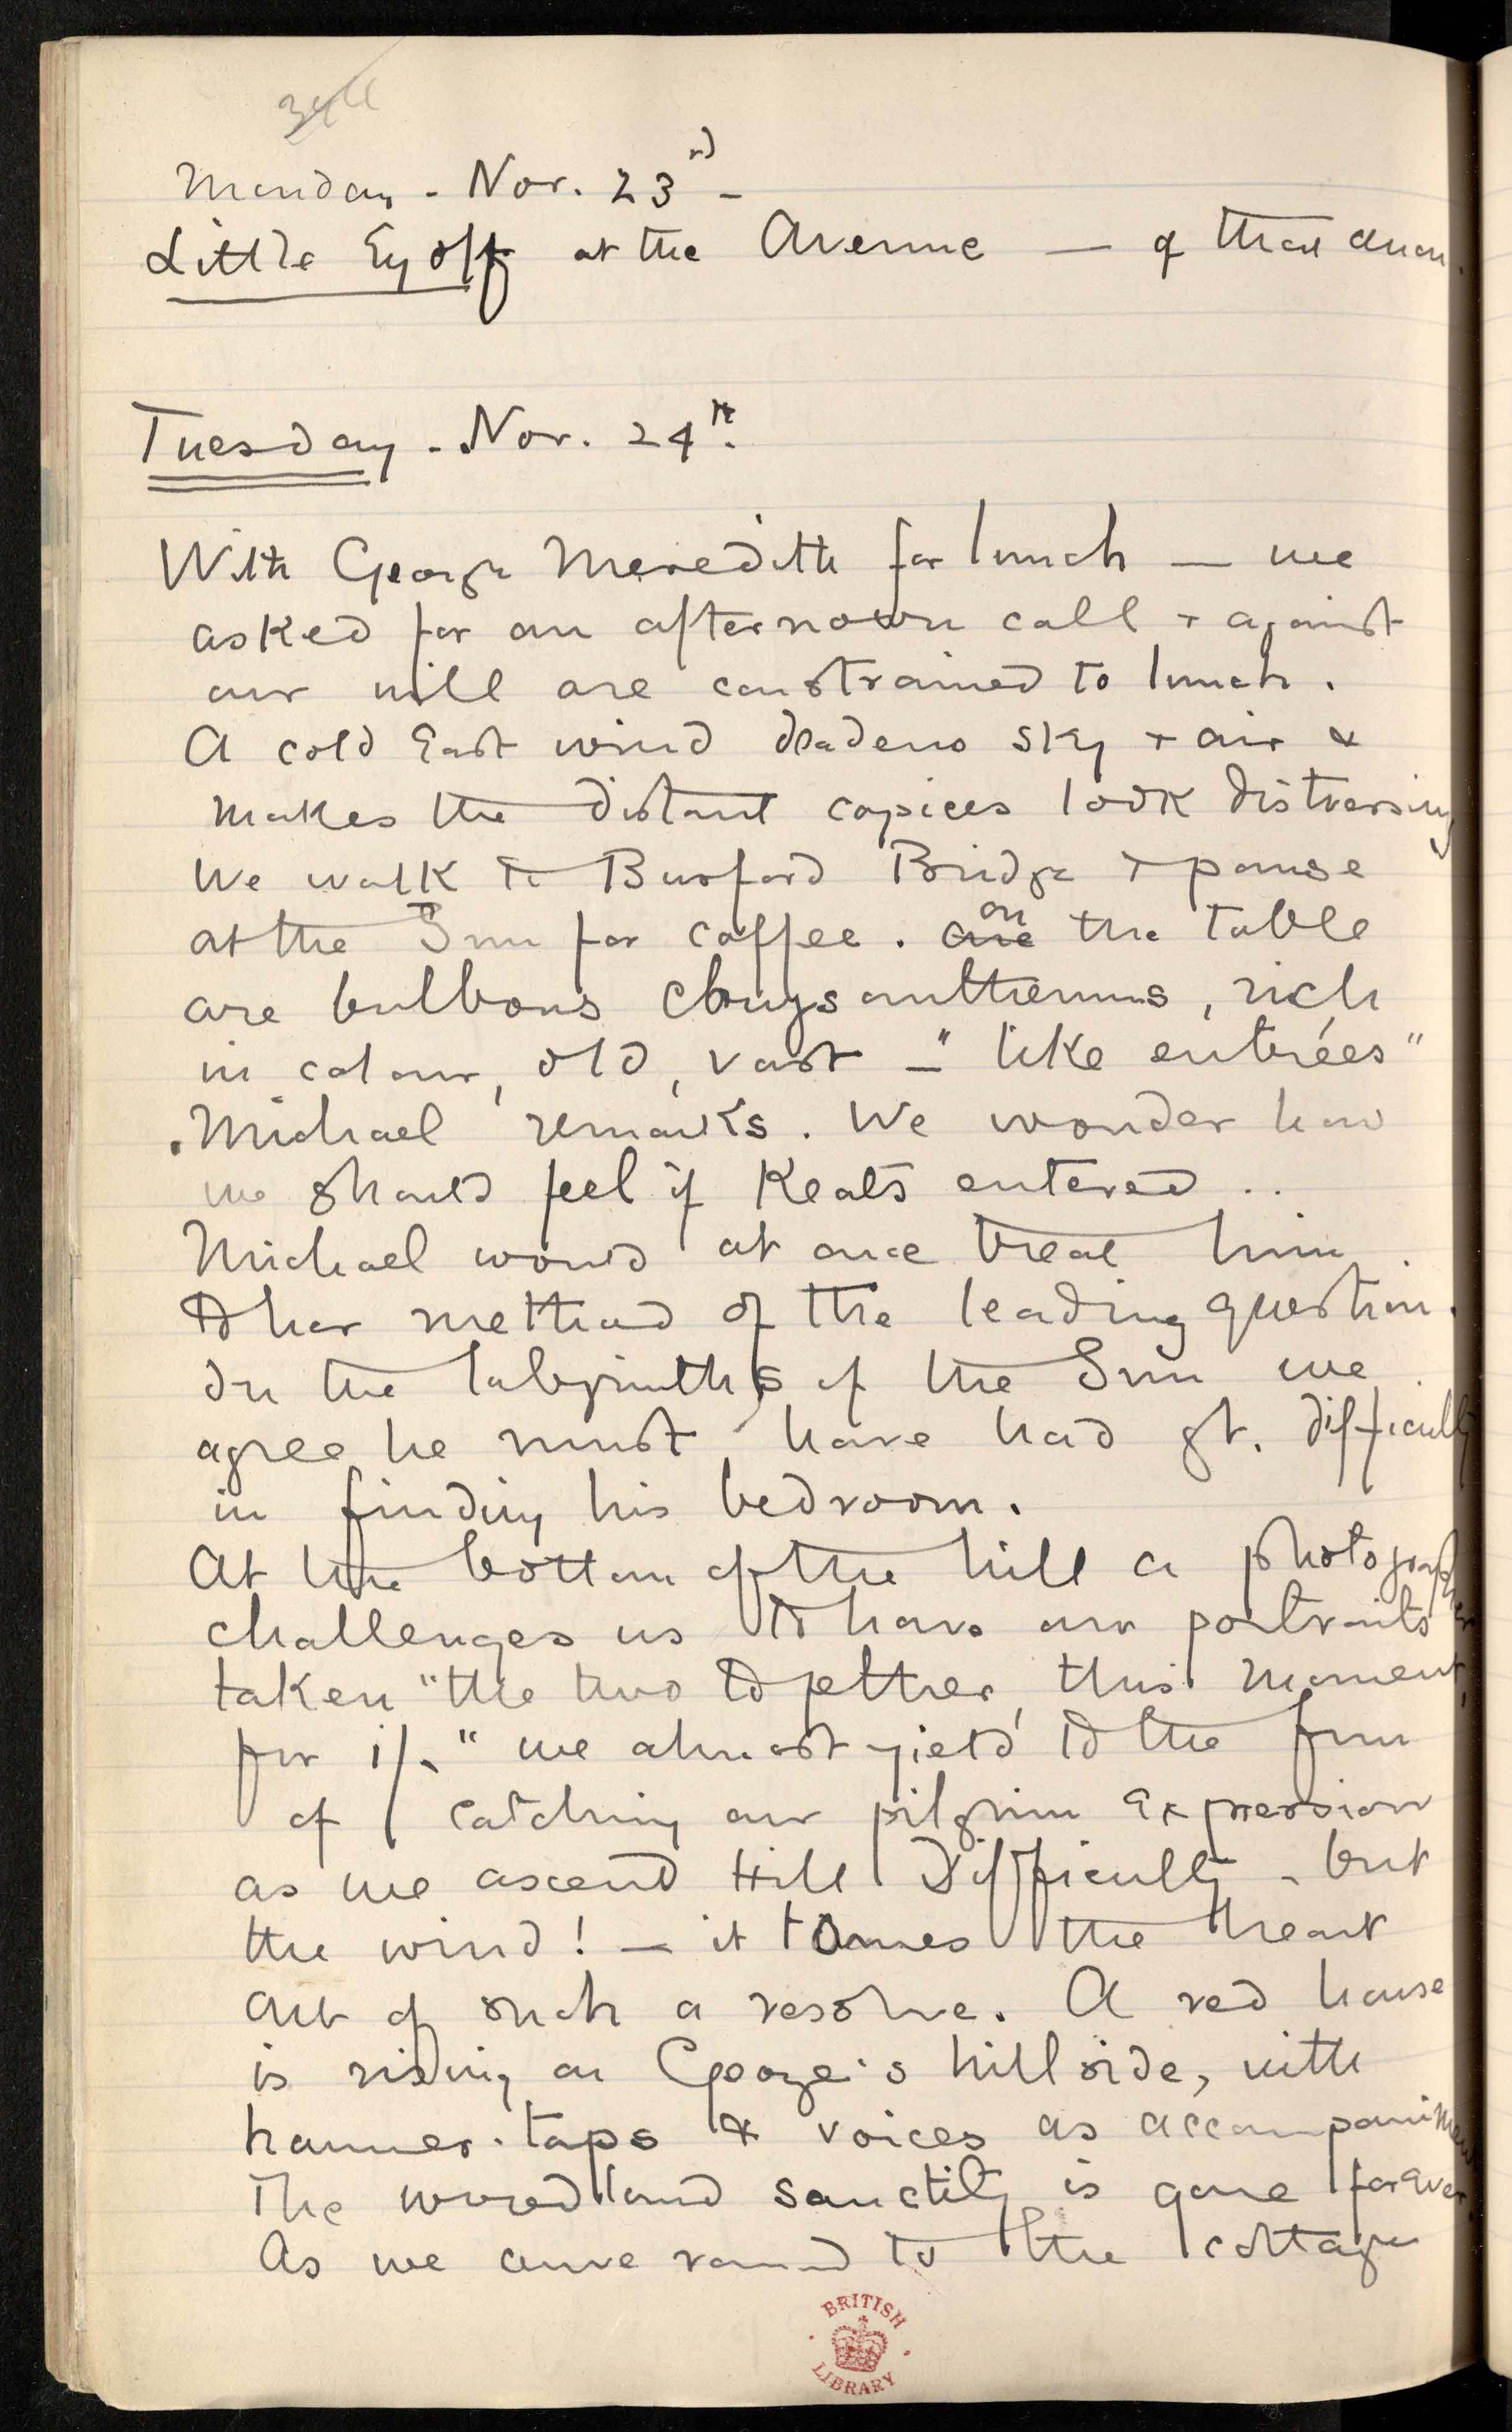 Monday - Nov. 23rd -
Little Eyolf at the Avenue — of that anon.
Tuesday - Nov. 24th.
With George Meredith for lunch — we
asked for an afternoon call + against
our will are constrained to lunch.
A cold East wind deadens sky + air &
makes the distant copices look distressing
We walk to Burford Bridge + pause
at the Inn for coffee. on the table
are bulbous chrysanthemums, rich
in colour, old, vast — "like entrées"
Michael remarks. We wonder how
we should feel if Keats entered ..
Michael would at once treat him
to her method of the leading question.
In the labyrinths of the Inn we
agree he must have had gt. difficulty
in finding his bedroom.
At the bottom of the hill a photographer
challenges us to have our portraits
taken "the two together, this moment,
for 1/-" we almost yield to the fun
of catching our pilgrim expression
as we ascend Hill Difficulty - but
the wind! — it takes the heart
out of such a resolve. A red house
is rising on George's hillside, with
hammer-taps & voices as accompaniment
The woodland sanctity is gone forever.
As we curve round to the cottage
BRITISH
LIBRARY